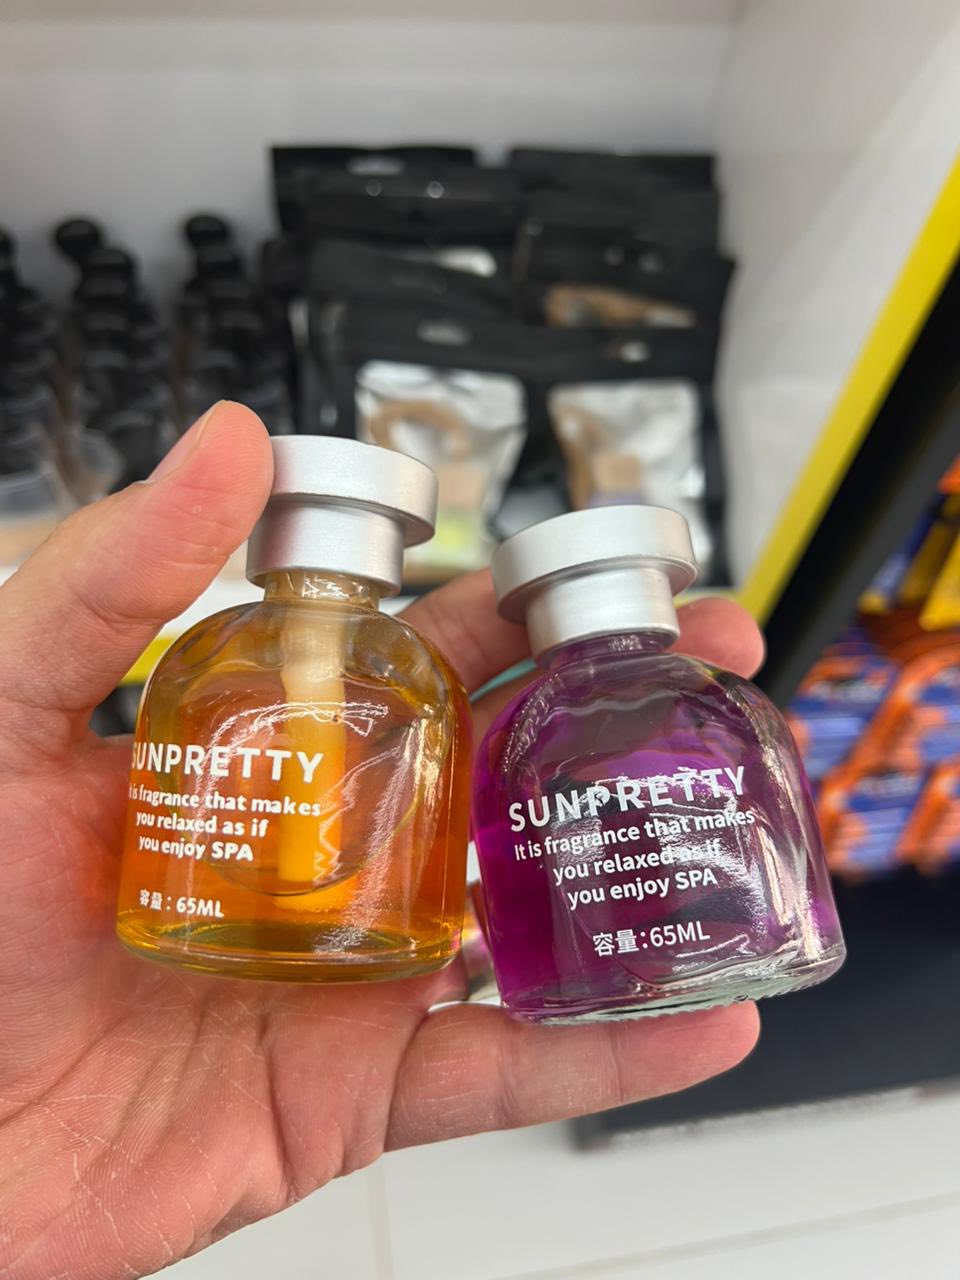 SUNPRETTY
is fragrance that makes
you relaxed as if
you enjoy SPA
容量：65ML
SUNPRETTY
It is fragrance that makes
you relaxed as if
you enjoy SPA
容量：65ML